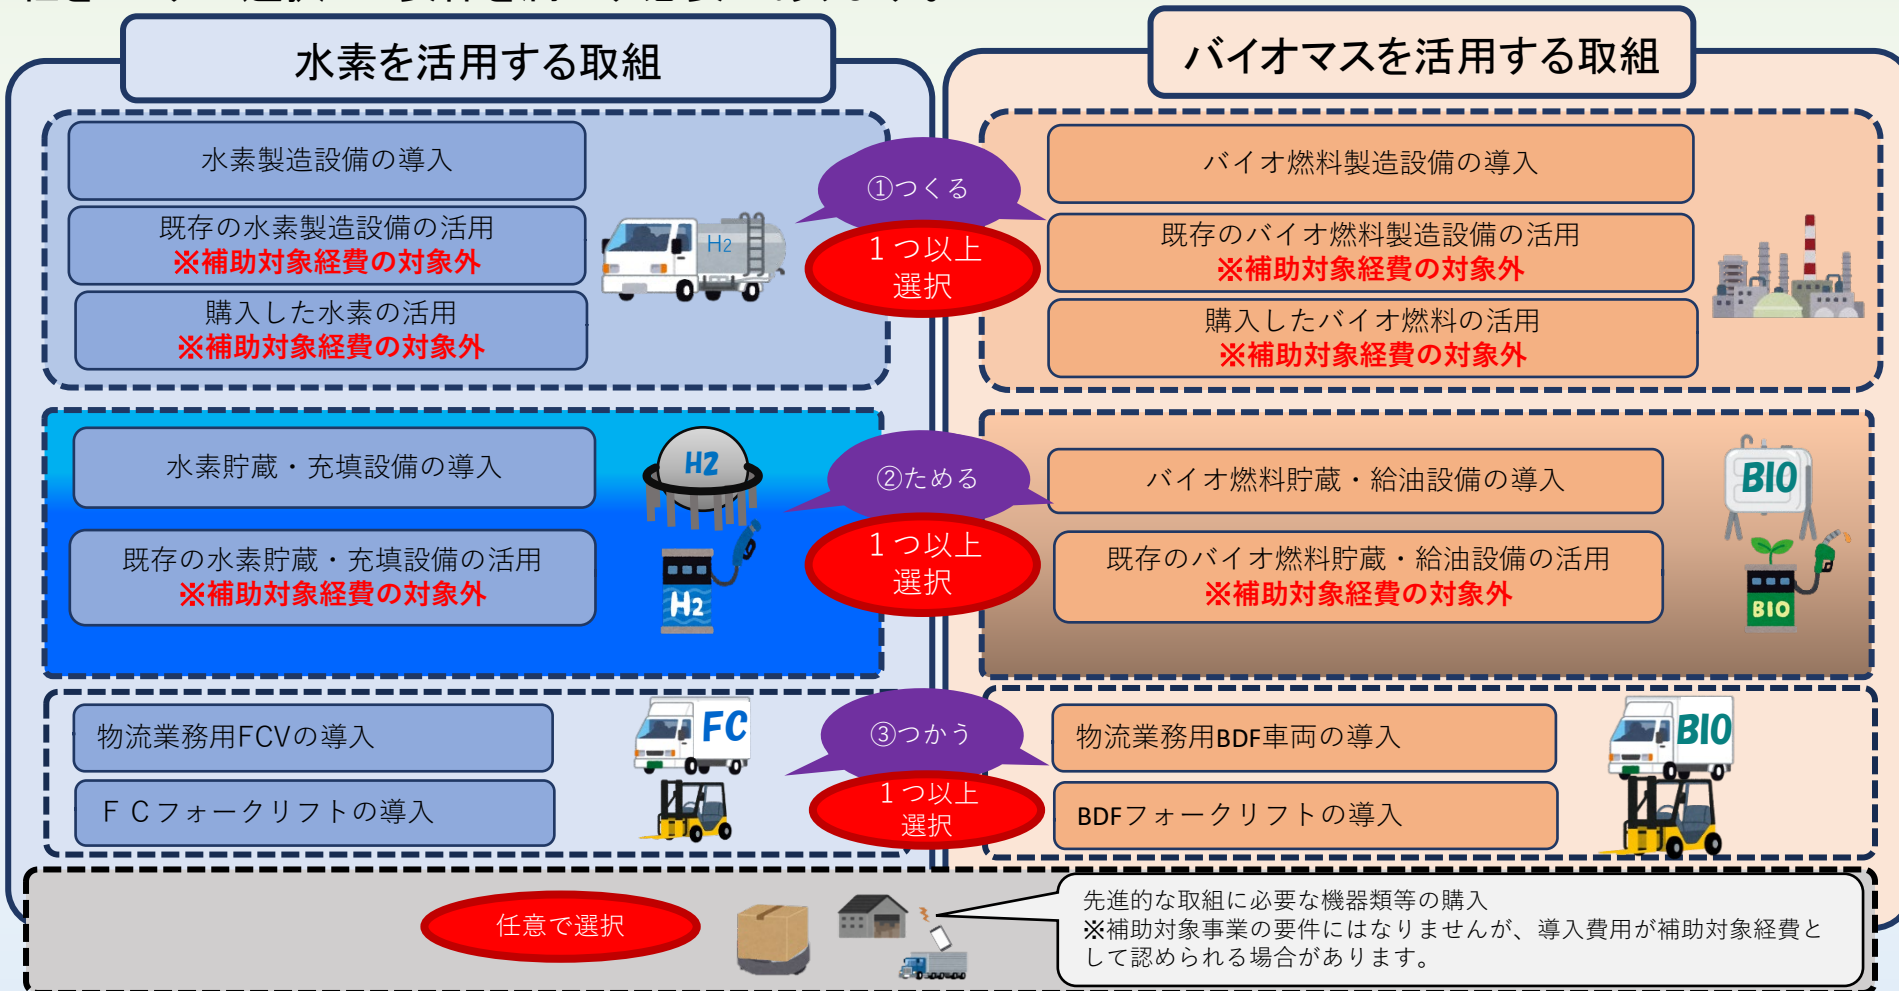 水素を活用する取組
水素製造設備の導入
既存の水素製造設備の活用
※補助対象経費の対象外
購入した水素の活用
※補助対象経費の対象外
H2
①つくる
１つ以上
選択
水素貯蔵・充填設備の導入
既存の水素貯蔵・充填設備の活用
※補助対象経費の対象外
H2
H2
②ためる
１つ以上
選択
物流業務用FCVの導入
ＦＣフォークリフトの導入
FC
③つかう
１つ以上
選択
バイオマスを活用する取組
バイオ燃料製造設備の導入
既存のバイオ燃料製造設備の活用
※補助対象経費の対象外
購入したバイオ燃料の活用
※補助対象経費の対象外
バイオ燃料貯蔵・給油設備の導入
既存のバイオ燃料貯蔵・給油設備の活用
※補助対象経費の対象外
BIO
BIO
物流業務用BDF車両の導入
BDFフォークリフトの導入
BIO
任意で選択
先進的な取組に必要な機器類等の購入
※補助対象事業の要件にはなりませんが、導入費用が補助対象経費と
して認められる場合があります。